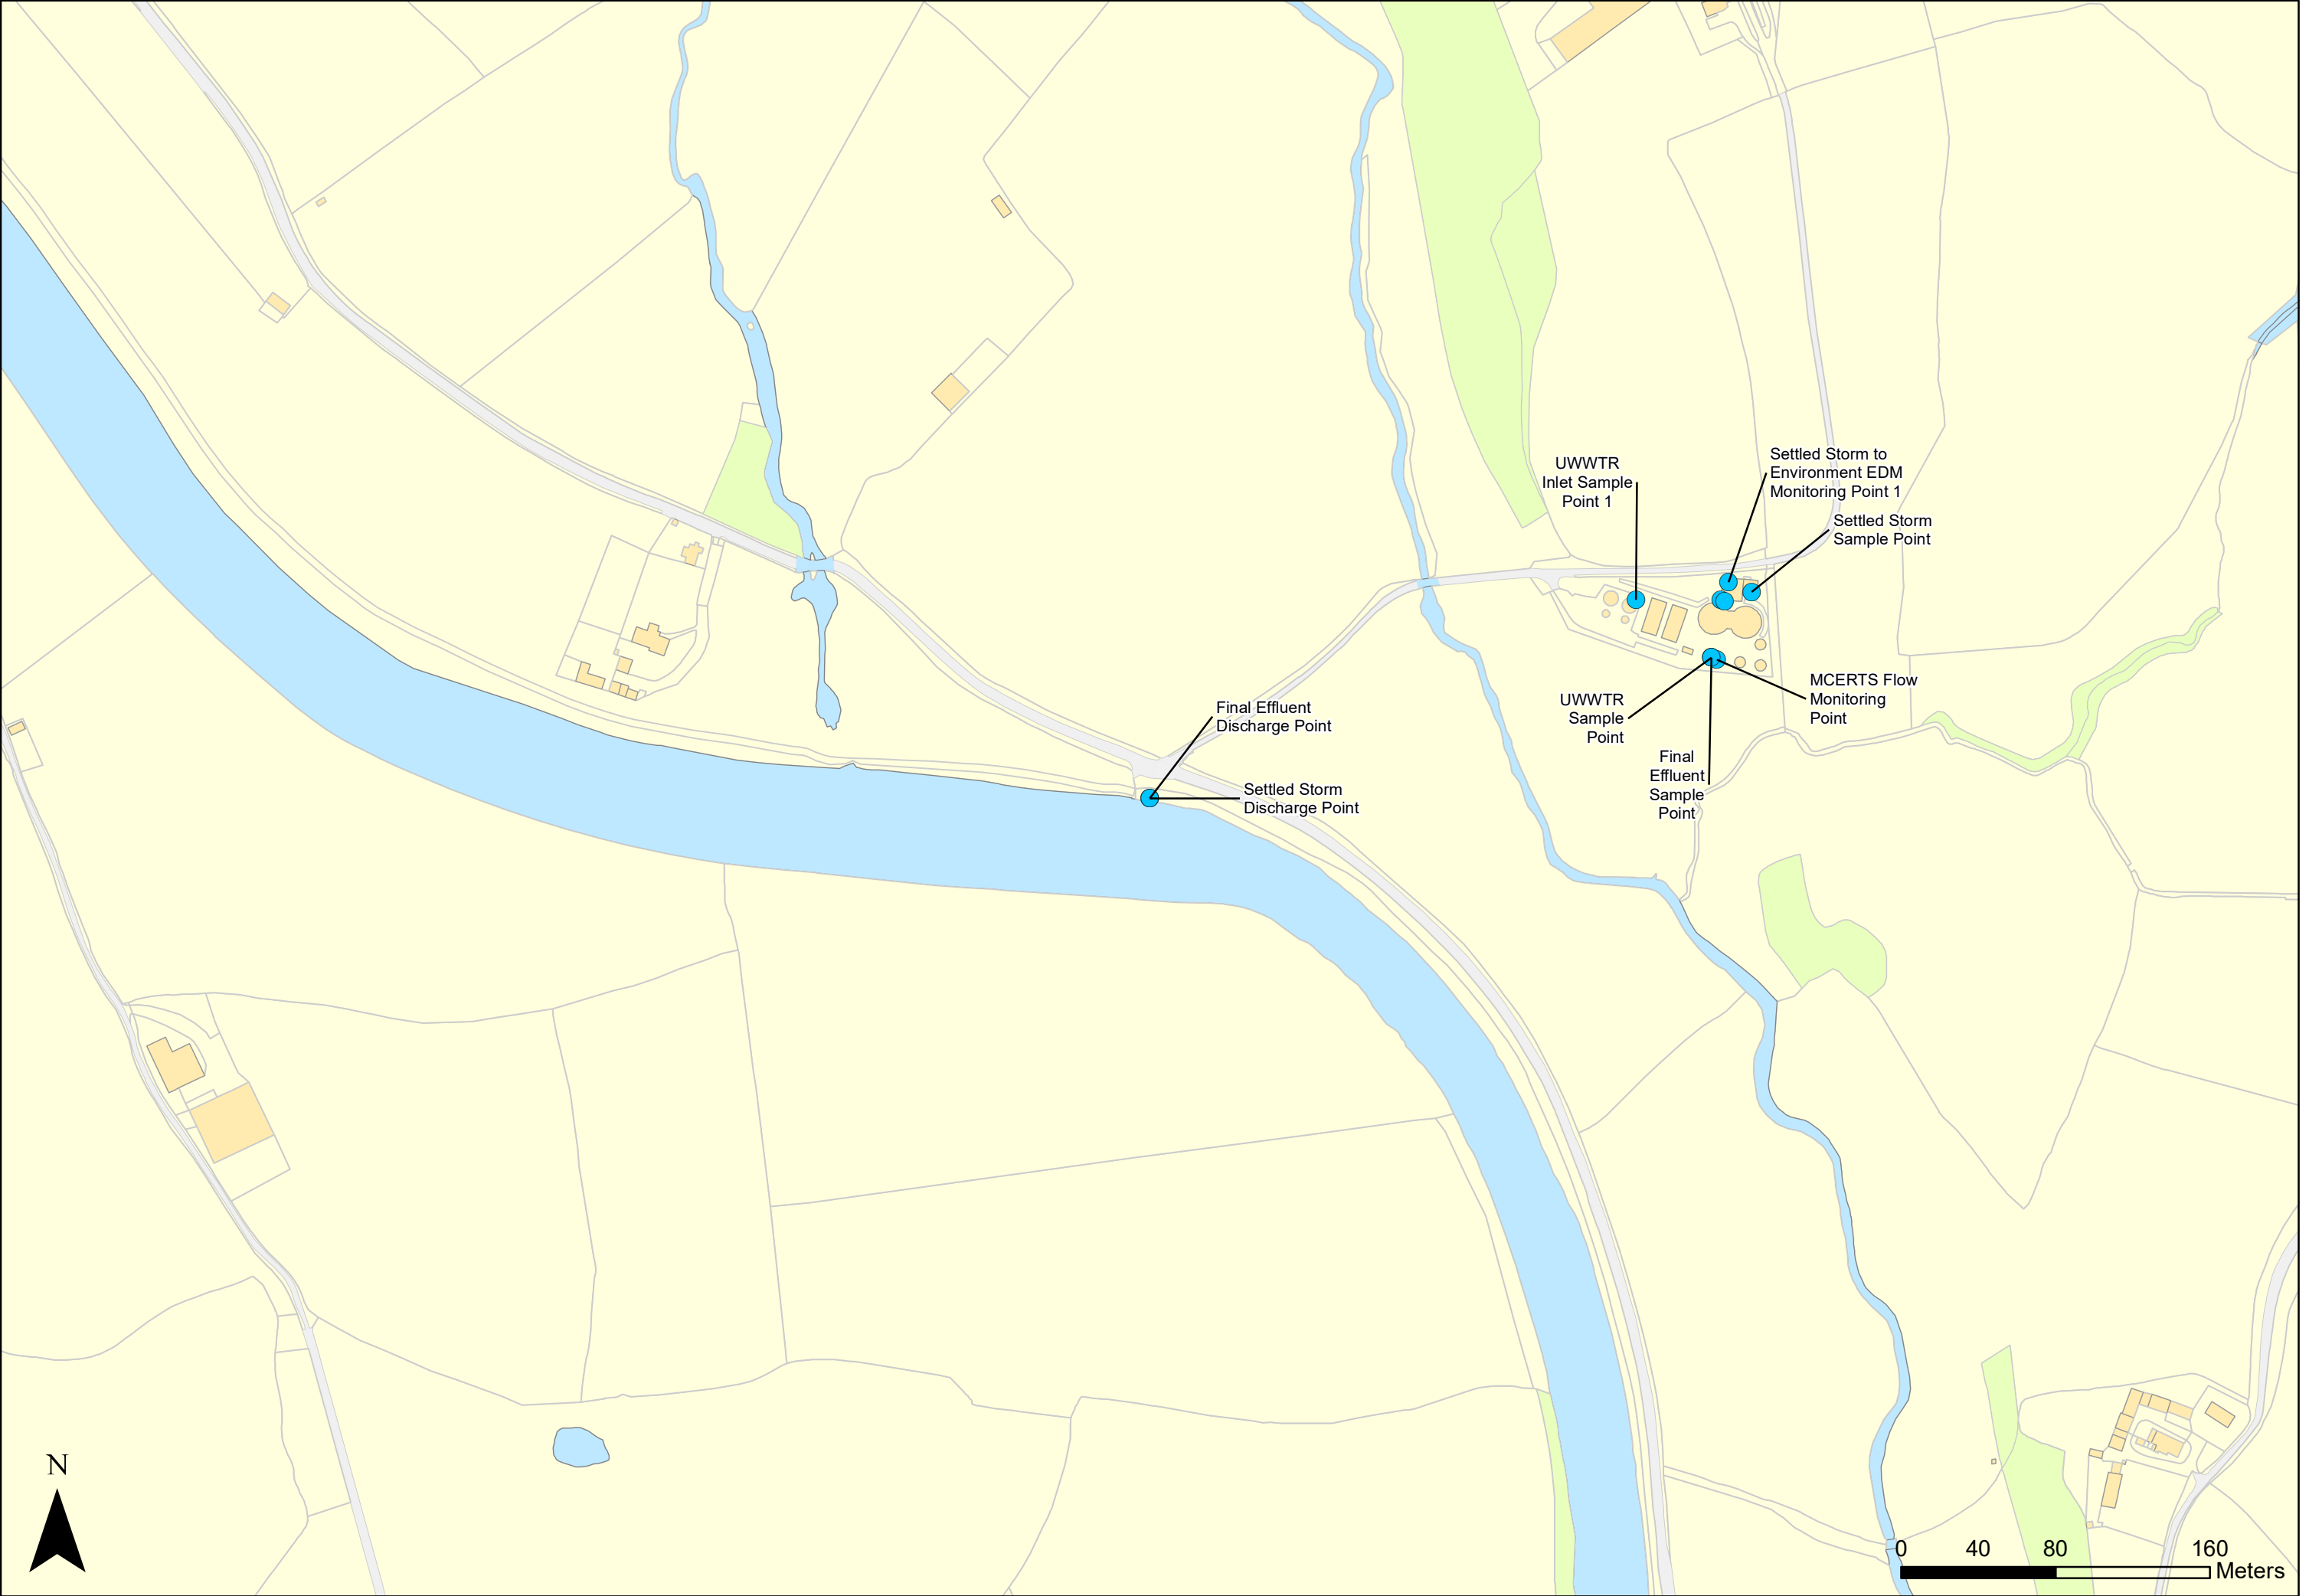 UWWTR
Inlet Sample
Point 1
Settled Storm to
Environment EDM
Monitoring Point 1
Settled Storm
Sample Point
MCERTS Flow
Monitoring
Point
UWWTR
Sample
Point
Final
Effluent
Sample
Point
Final Effluent
Discharge Point
Settled Storm
Discharge Point
N
0 40 80 160
Meters